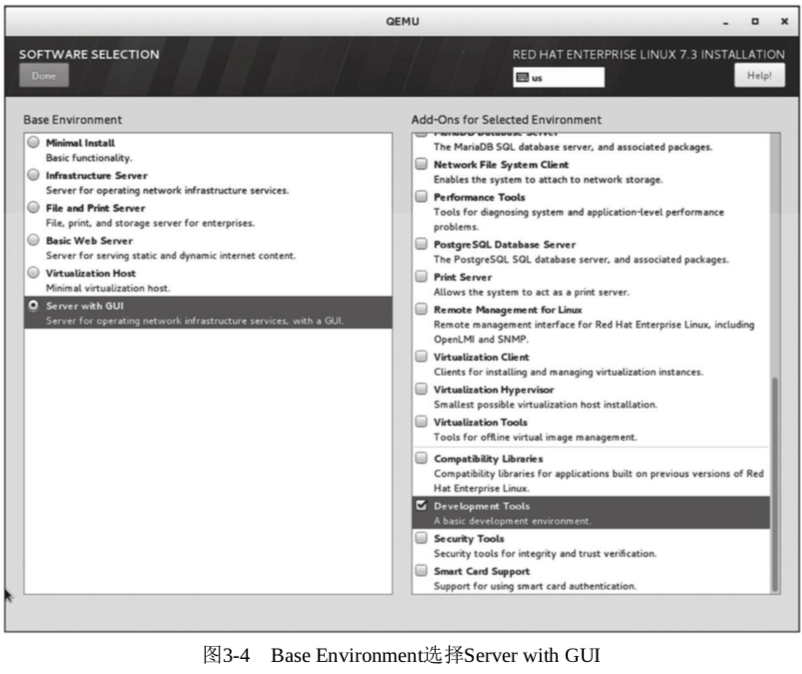 QEMU
SOFTWARE SELECTION
Done
RED HAT ENTERPRISE LINUX 7.3 INSTALLATION
us
Help!
Base Environment
Minimal Install
Basic functionality.
Infrastructure Server
Server for operating network infrastructure services.
File and Print Server
File, print, and storage server for enterprises.
Basic Web Server
Server for serving static and dynamic internet content.
Virtualization Host
Minimal virtualization host.
Server with GUI
Server for operating network infrastructure services, with a GUI.
Add-Ons for Selected Environment
MariaDB Database Server
The MariaDB SQL database server, and associated packages.
Network File System Client
Enables the system to attach to network storage.
Performance Tools
Tools for diagnosing system and application-level performance
problems.
PostgreSQL Database Server
The PostgreSQL SQL database server, and associated packages.
Print Server
Allows the system to act as a print server.
Remote Management for Linux
Remote management interface for Red Hat Enterprise Linux, including
OpenLMI and SNMP.
Virtualization Client
Clients for installing and managing virtualization instances.
Virtualization Hypervisor
Smallest possible virtualization host installation.
Virtualization Tools
Tools for offline virtual image management.
Compatibility Libraries
Compatibility libraries for applications built on previous versions of Red
Hat Enterprise Linux.
Development Tools
A basic development environment.
Security Tools
Security tools for integrity and trust verification.
Smart Card Support
Support for using smart card authentication.
图3-4 Base Environment选择Server with GUI